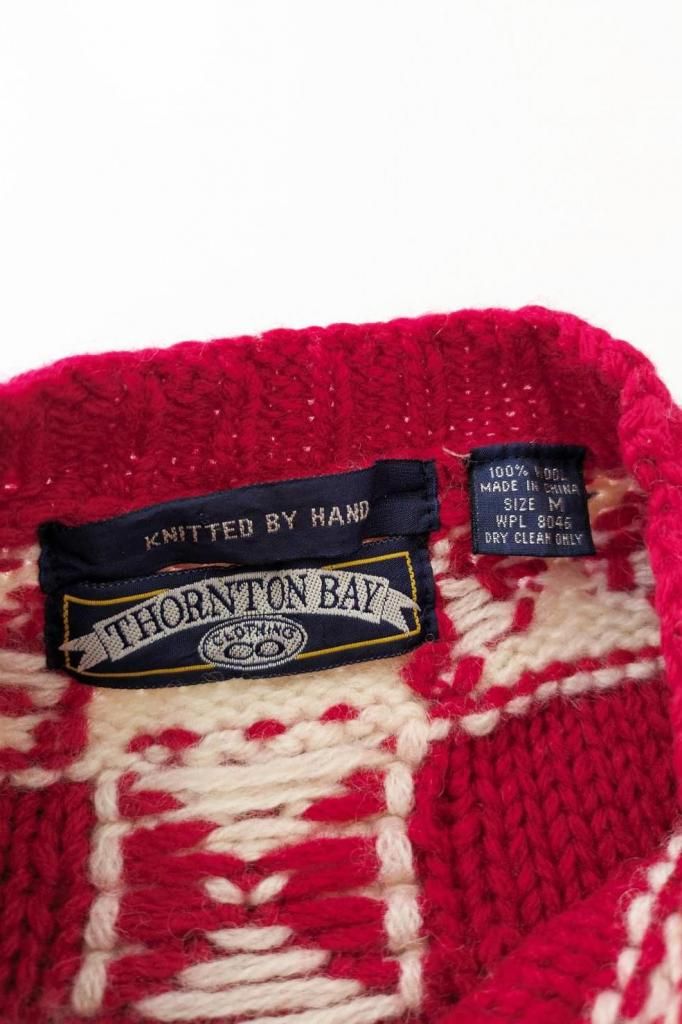 KNITTED BY HAND
THORNTON BAY
CLOTHING
CO
100% WOOL
MADE IN CHINA
SIZE M
WPL 8046
DRY CLEAN ONLY